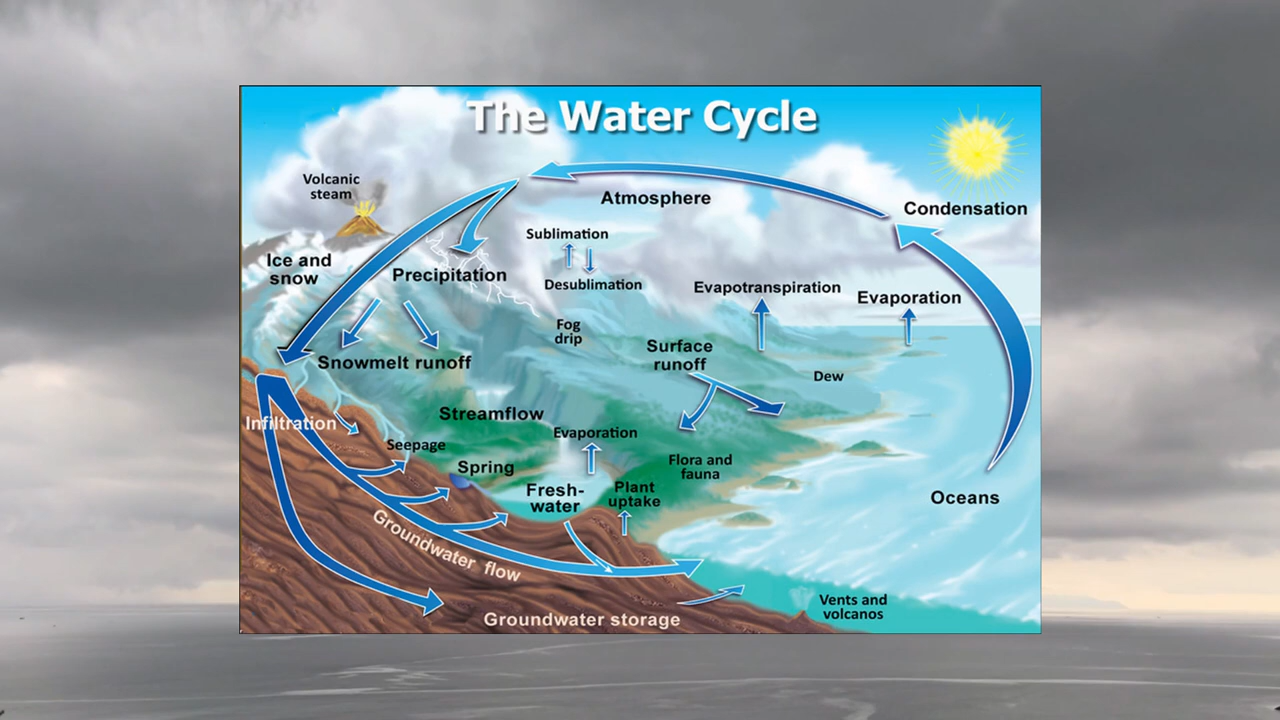 The Water Cycle
Volcanic
steam
Atmosphere
Condensation
Sublimation
Ice and
snow
Precipitation
Desublimation
Evapotranspiration
Evaporation
Fog
drip
Surface
runoff
Snowmelt runoff
Dew
Streamflow
Infiltration
Evaporation
Seepage
Spring
Flora and
fauna
Fresh-
water
Plant
uptake
Oceans
Groundwater flow
Groundwater storage
Vents and
volcanos